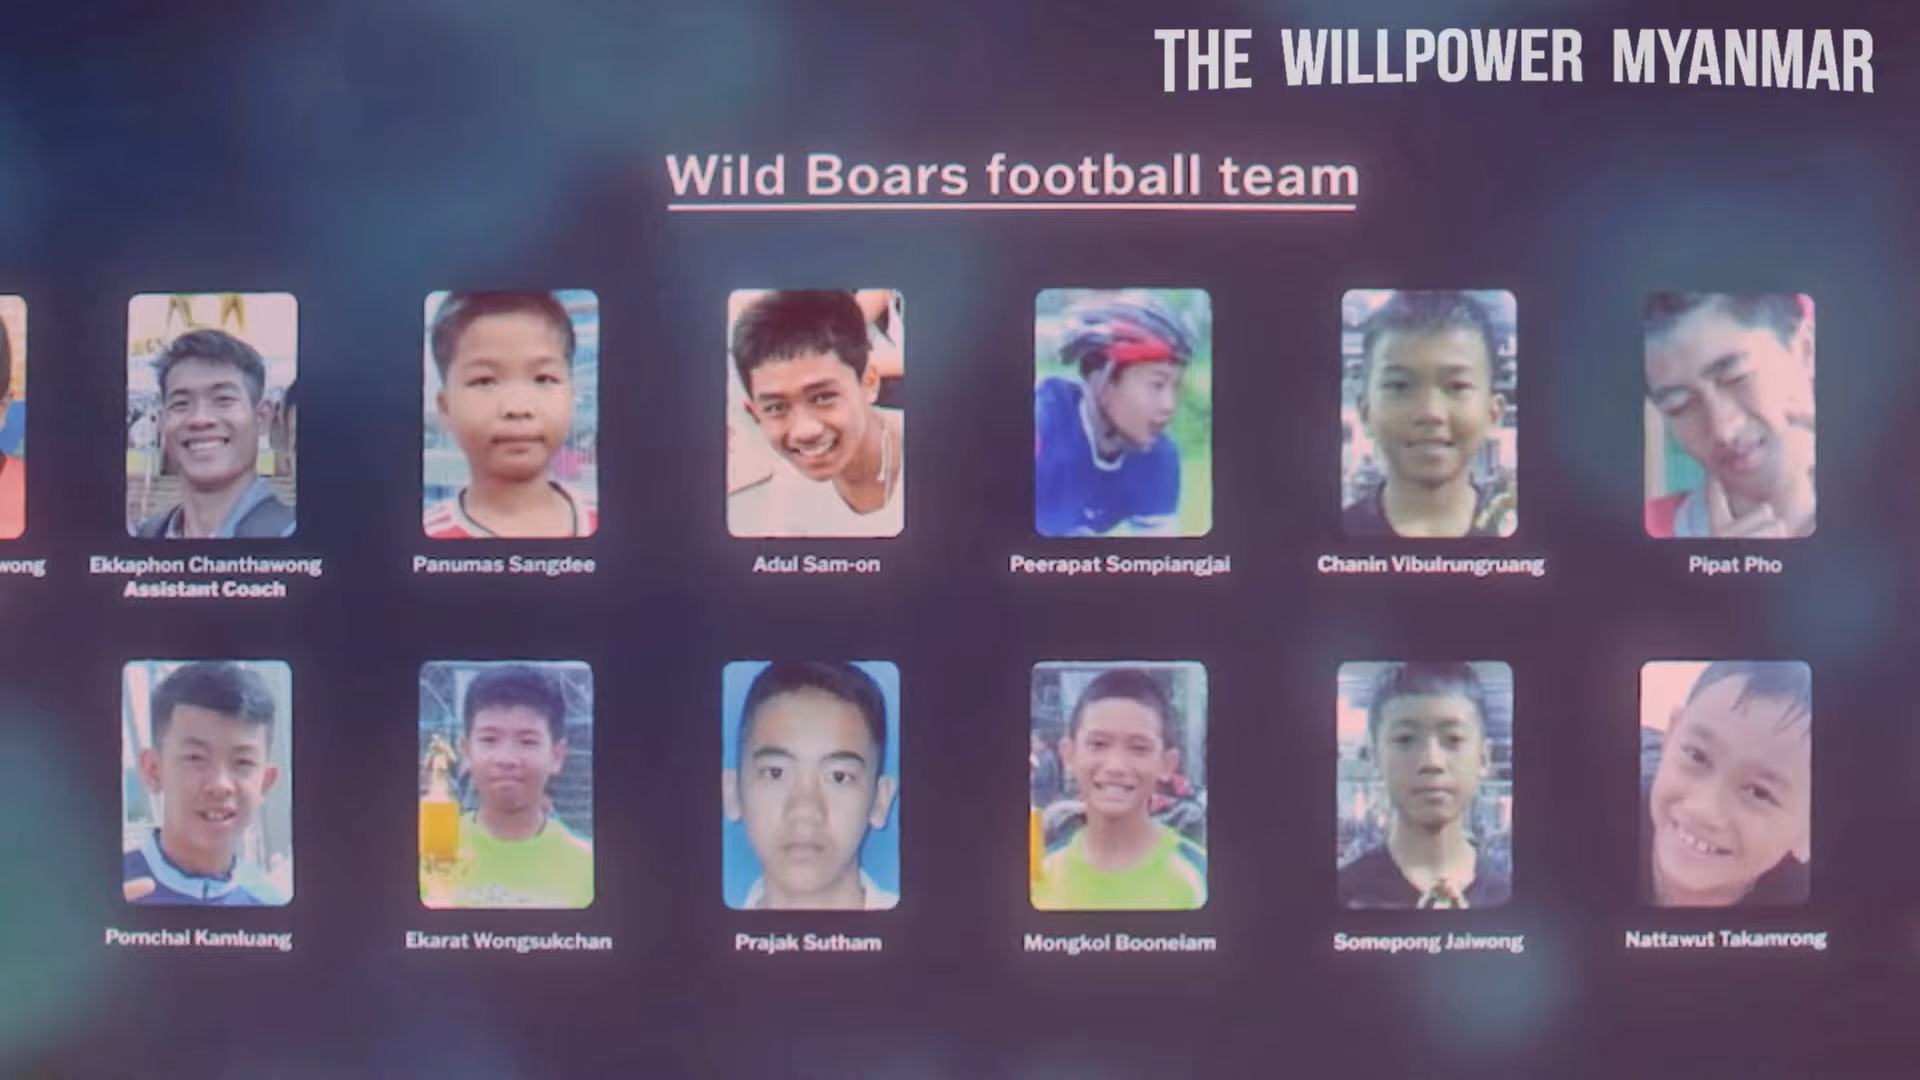 THE WILLPOWER MYANMAR
Wild Boars football team
wong
Ekkaphon Chanthawong
Assistant Coach
Panumas Sangdee
Adul Sam-on
Peerapat Sompiangjai
Chanin Vibulrungruang
Pipat Pho
Pornchai Kamluang
Ekarat Wongsukchan
Prajak Sutham
Mongkol Booneiam
Somepong Jaiwong
Nattawut Takamrong